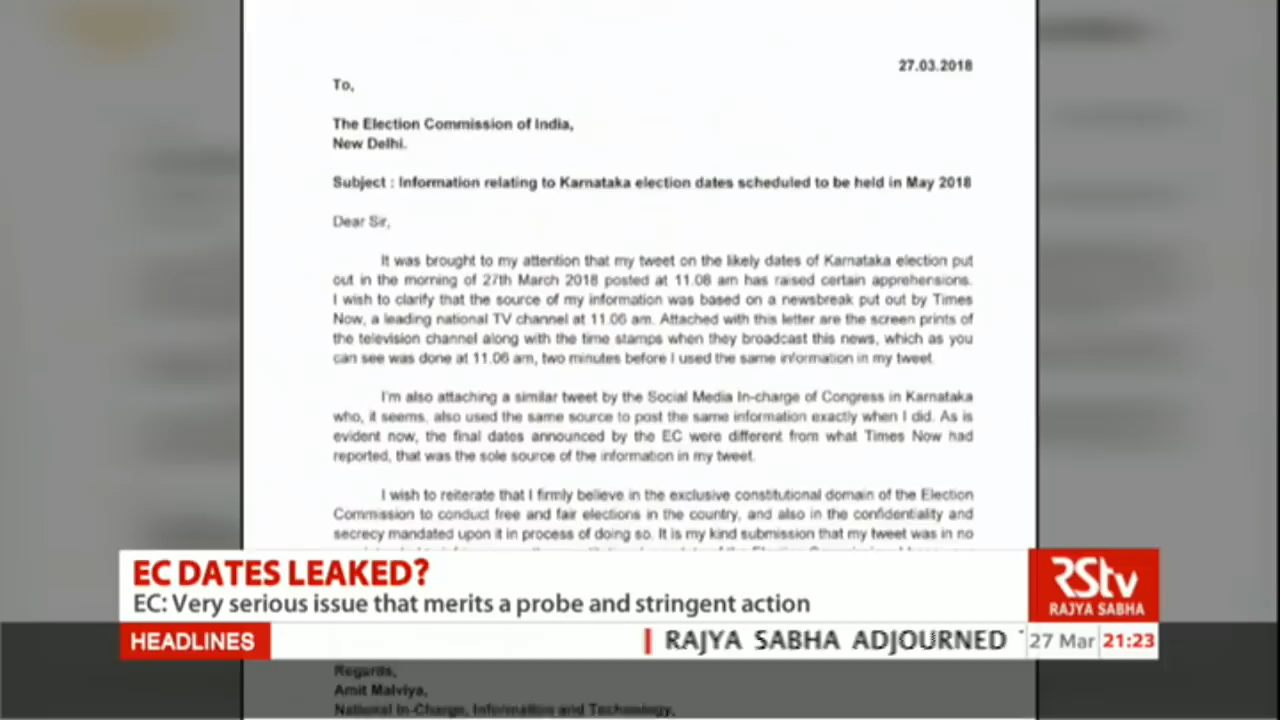 27.03.2018
To,
The Election Commission of India,
New Delhi.
Subject : Information relating to Karnataka election dates scheduled to be held in May 2018
Dear Sir,
It was brought to my attention that my tweet on the likely dates of Karnataka election put
out in the morning of 27th March 2018 posted at 11.08 am has raised certain apprehensions.
I wish to clarify that the source of my information was based on a newsbreak put out by Times
Now, a leading national TV channel at 11.06 am. Attached with this letter are the screen prints of
the television channel along with the time stamps when they broadcast this news, which as you
can see was done at 11.06 am, two minutes before I used the same information in my tweet.
I'm also attaching a similar tweet by the Social Media In-charge of Congress in Karnataka
who, it seems, also used the same source to post the same information exactly when I did. As is
evident now, the final dates announced by the EC were different from what Times Now had
reported, that was the sole source of the information in my tweet.
I wish to reiterate that I firmly believe in the exclusive constitutional domain of the Election
Commission to conduct free and fair elections in the country, and also in the confidentiality and
secrecy mandated upon it in process of doing so. It is my kind submission that my tweet was in no
EC DATES LEAKED?
EC: Very serious issue that merits a probe and stringent action
RStv
RAJYA SABHA
HEADLINES
RAJYA SABHA ADJOURNED
27 Mar 21:23
Regards,
Amit Malviya,
National In-Charge, Information and Technology,